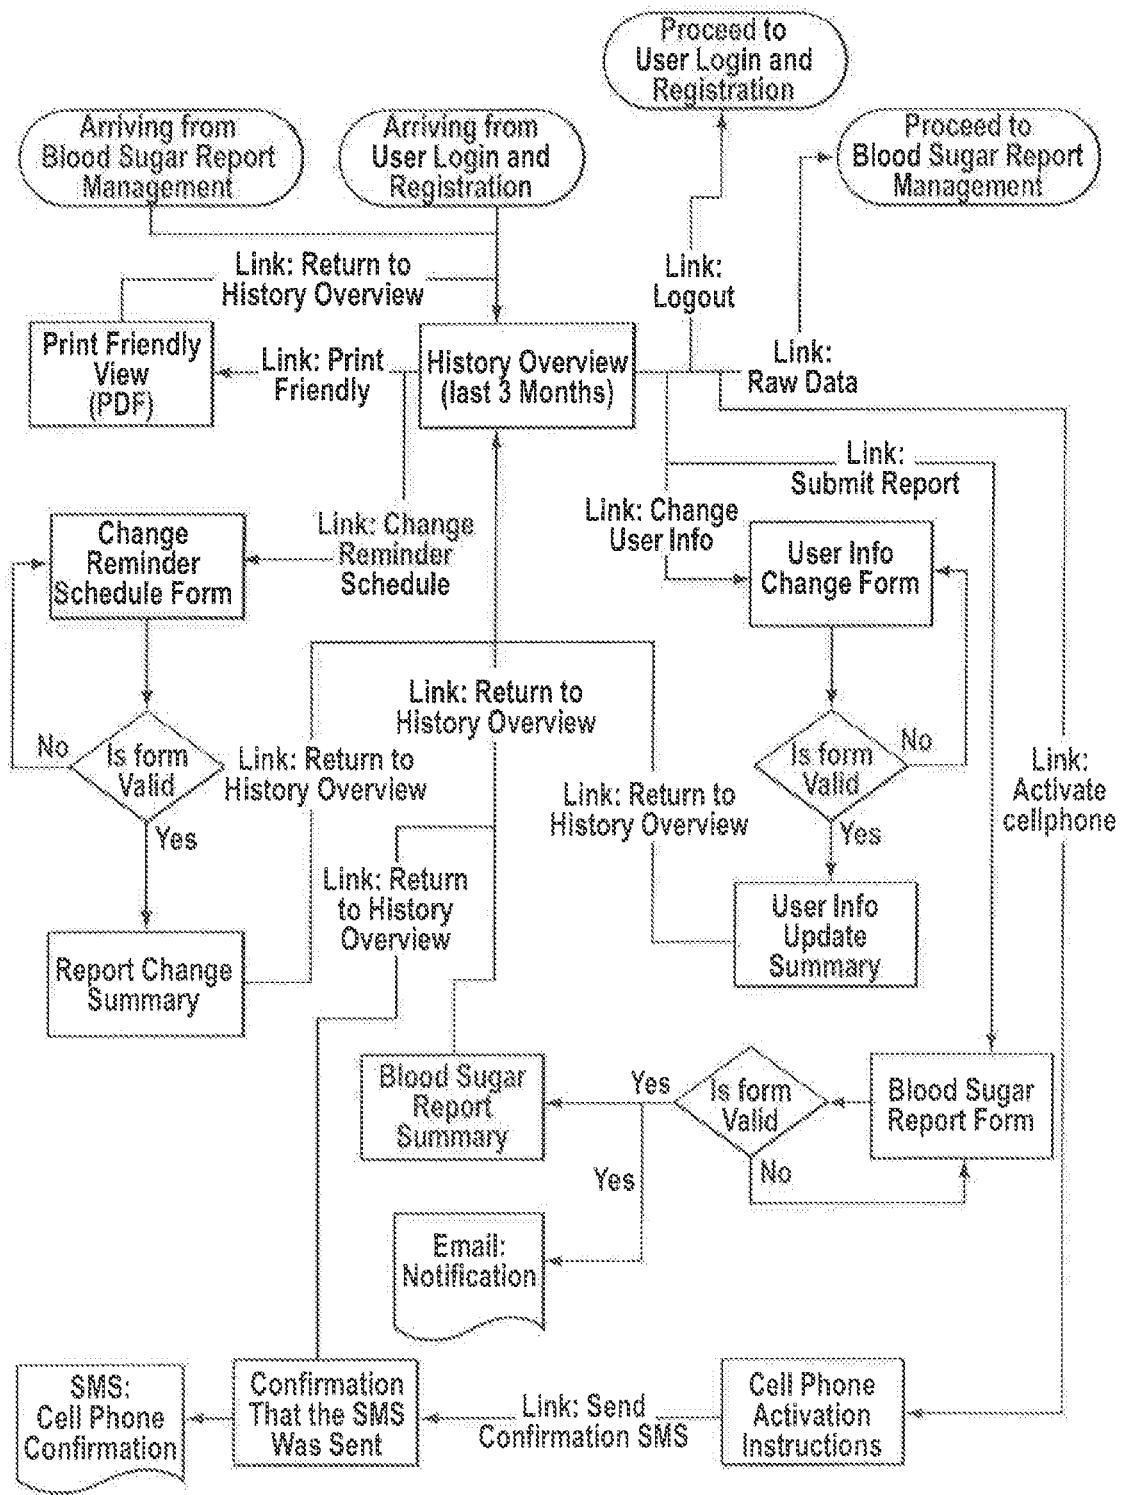 Proceed to
User Login and
Registration
Arriving from
Blood Sugar Report
Management
Arriving from
User Login and
Registration
Proceed to
Blood Sugar Report
Management
Link: Return to
History Overview
Link:
Logout
Print Friendly
View
(PDF)
Link: Print
Friendly
History Overview
(last 3 Months)
Link:
Raw Data
Link:
Submit Report
Link: Change
User Info
Change
Reminder
Schedule Form
Link: Change
Reminder
Schedule
User Info
Change Form
Link: Return to
History Overview
No
Is form
Valid
Yes
Link: Return to
History Overview
Link: Return to
History Overview
Is form
Valid
No
Yes
Link:
Activate
cellphone
Link: Return
to History
Overview
User Info
Update
Summary
Report Change
Summary
Blood Sugar
Report
Summary
Yes
Is form
Valid
No
Blood Sugar
Report Form
Yes
Email:
Notification
SMS:
Cell Phone
Confirmation
Confirmation
That the SMS
Was Sent
Link: Send
Confirmation SMS
Cell Phone
Activation
Instructions